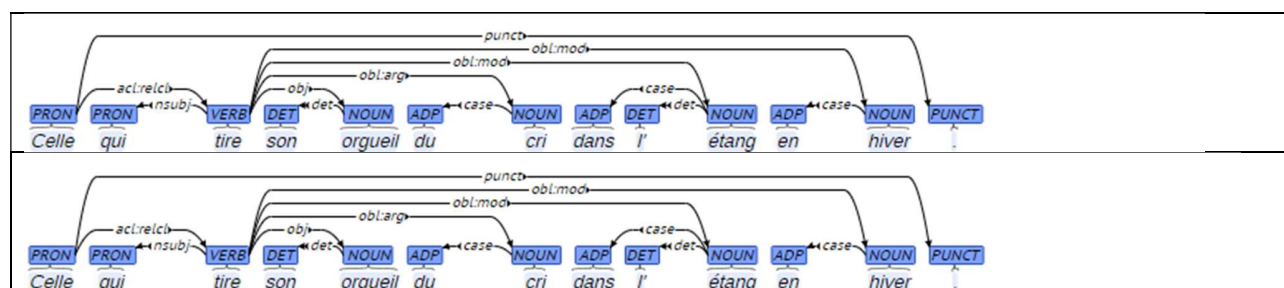 punct
obl:mod
obl:mod
obl:arg
acl:relcl obj case
nsubj det case det case
PRON PRON VERB DET NOUN ADP NOUN ADP DET NOUN ADP NOUN PUNCT
Celle qui tire son orgueil du cri dans l' étang en hiver .
punct
obl:mod
obl:mod
obl:arg
acl:relcl obj case
nsubj det case det case
PRON PRON VERB DET NOUN ADP NOUN ADP DET NOUN ADP NOUN PUNCT
Celle qui tire son orgueil du cri dans l' étang en hiver .